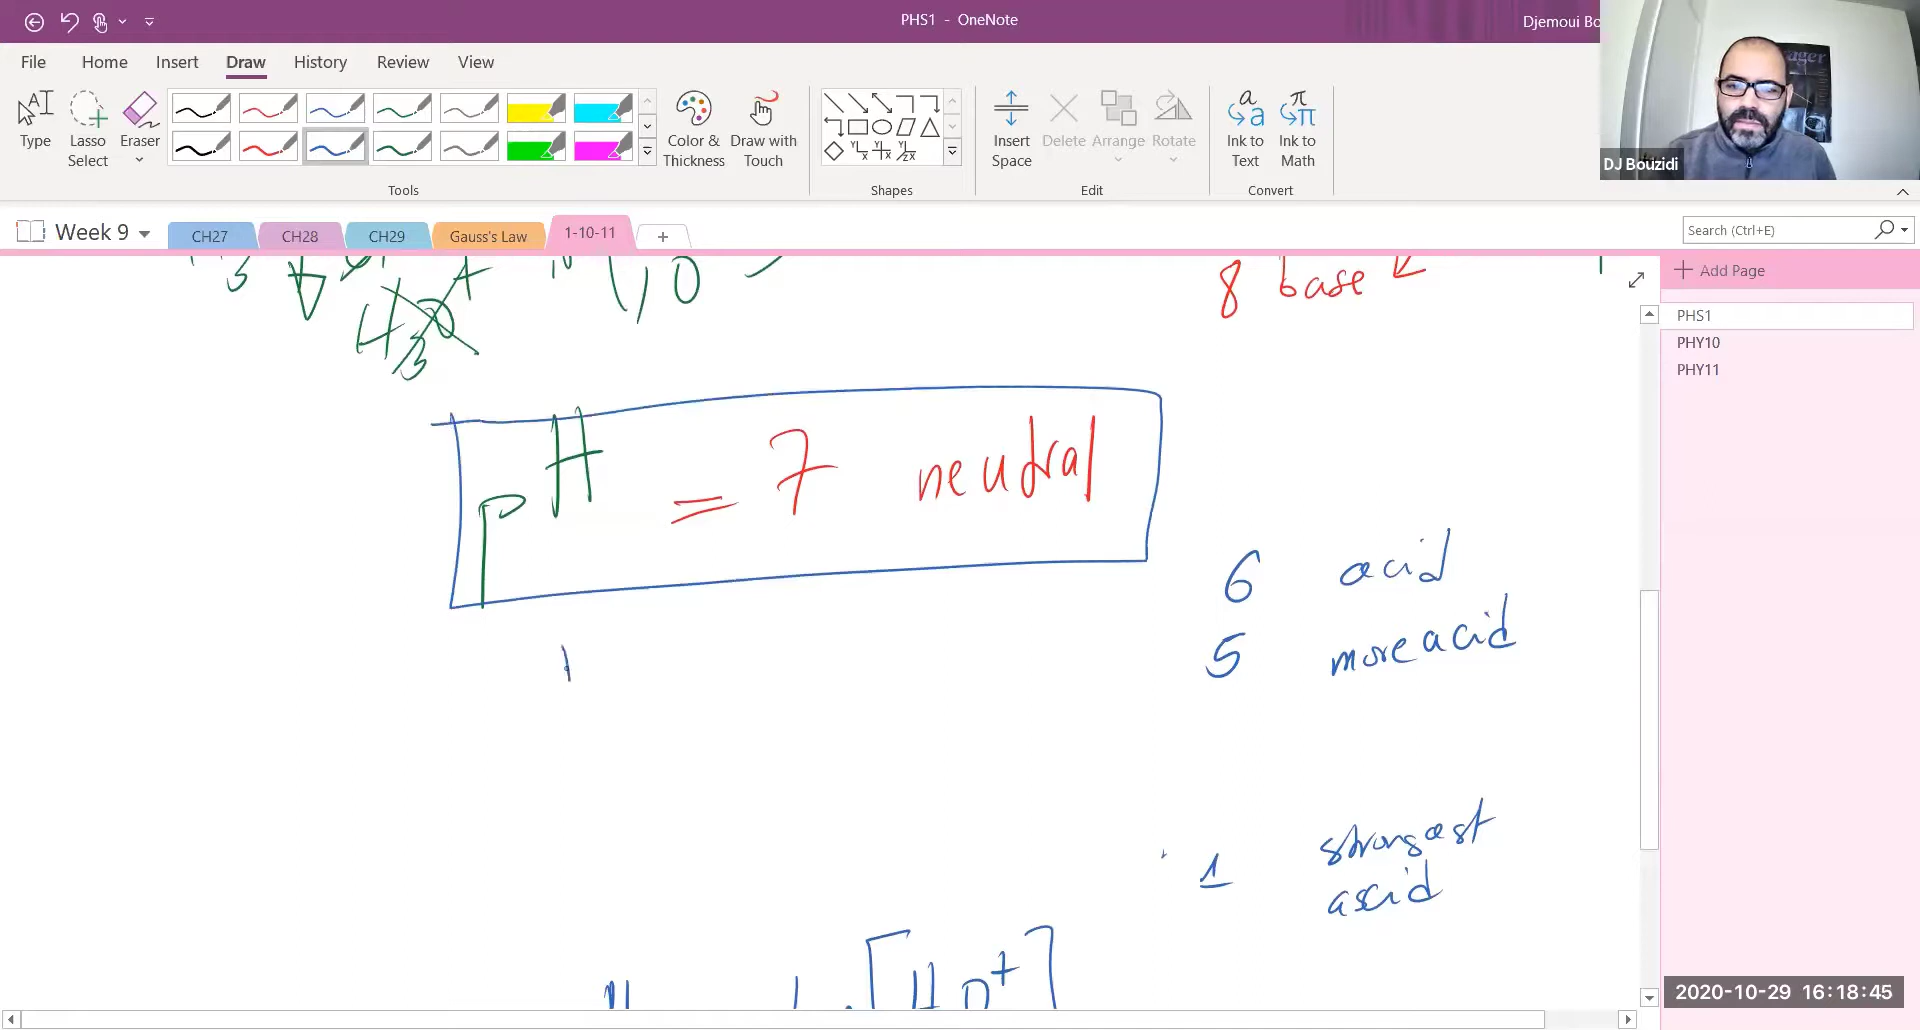 PHS1 - OneNote
Djemoui Bo
File Home Insert Draw History Review View
Type
Lasso Select
Eraser
Color & Thickness
Draw with Touch
Insert Space
Delete
Arrange
Rotate
Ink to Text
Ink to Math
Tools
Shapes
Edit
Convert
DJ Bouzidi
Week 9
CH27 CH28 CH29 Gauss's Law 1-10-11
Search (Ctrl+E)
Add Page
PHS1
PHY10
PHY11
8 base
pH = 7 neutral
6 acid
5 more acid
1 strongest
ascid
2020-10-29 16:18:45